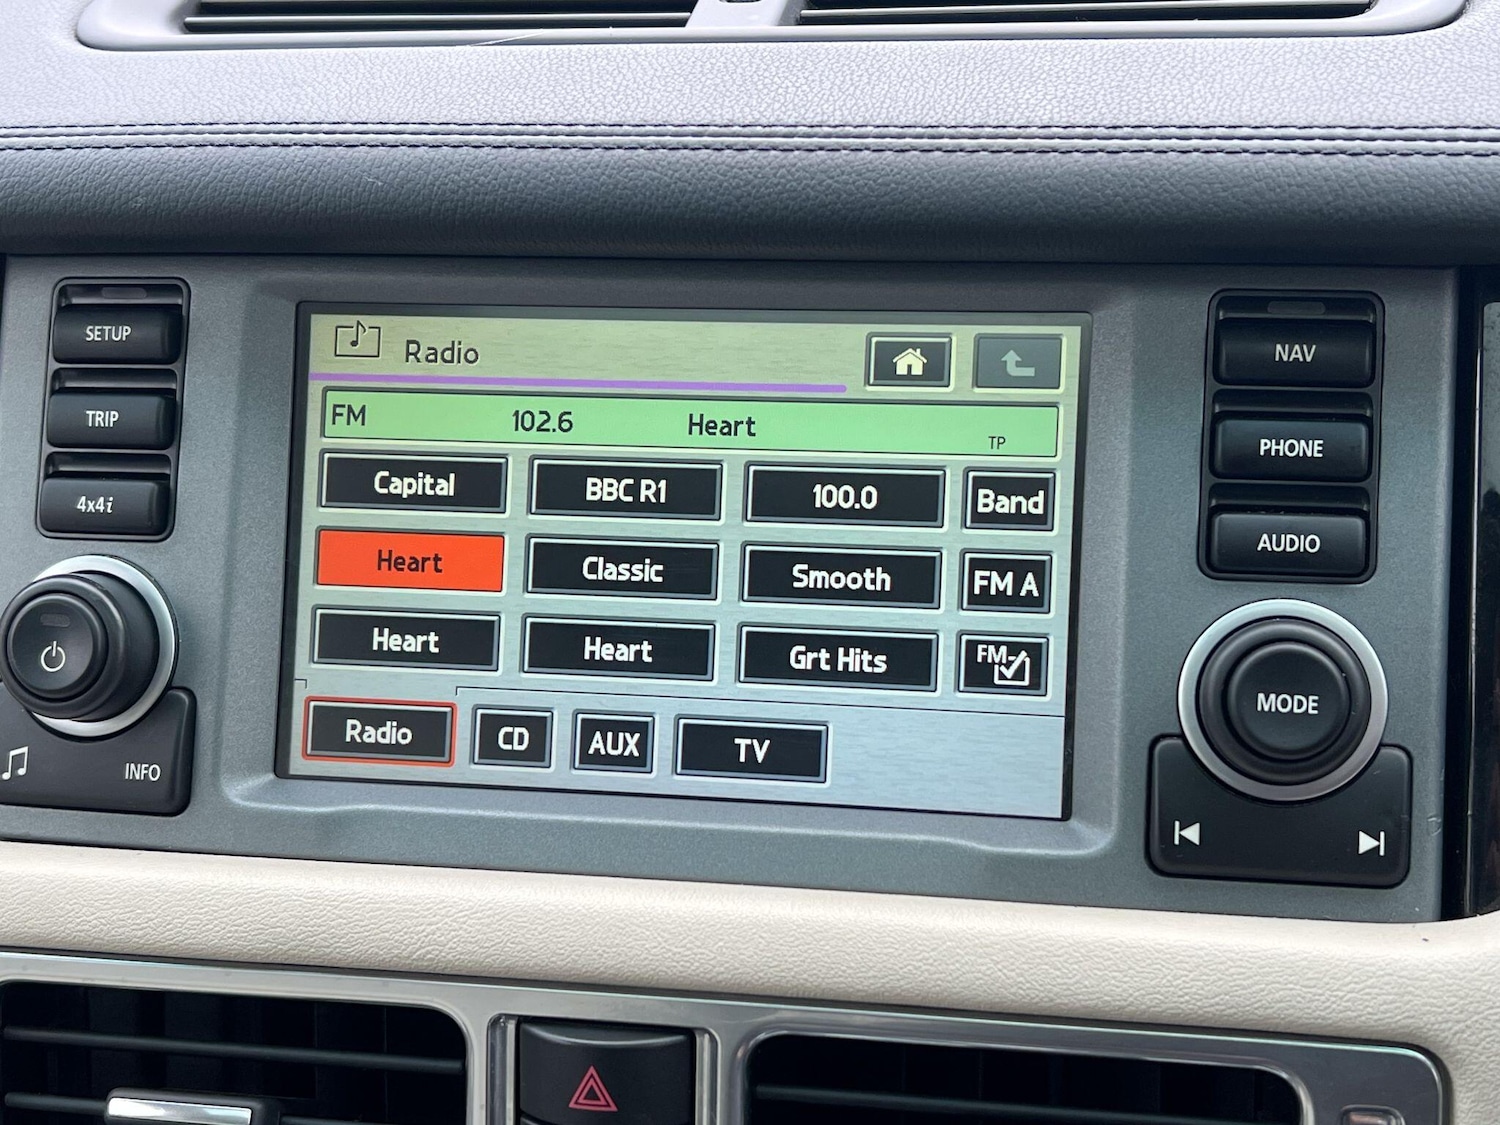 SETUP
TRIP
4x4i
INFO
Radio
FM 102.6 Heart TP
Capital BBC R1 100.0 Band
Heart Classic Smooth FM A
Heart Heart Grt Hits FM
Radio CD AUX TV
NAV
PHONE
AUDIO
MODE